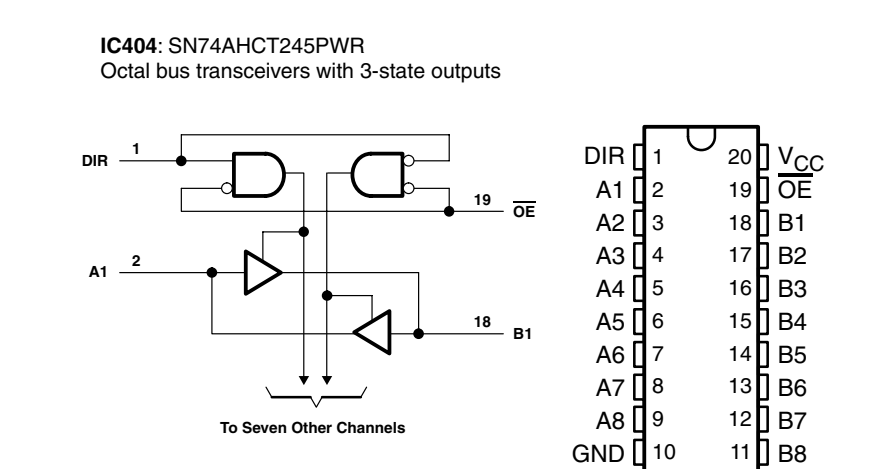 IC404: SN74AHCT245PWR
Octal bus transceivers with 3-state outputs
DIR 1
19 OE
A1 2
18 B1
To Seven Other Channels
DIR 1 20 VCC
A1 2 19 OE
A2 3 18 B1
A3 4 17 B2
A4 5 16 B3
A5 6 15 B4
A6 7 14 B5
A7 8 13 B6
A8 9 12 B7
GND 10 11 B8